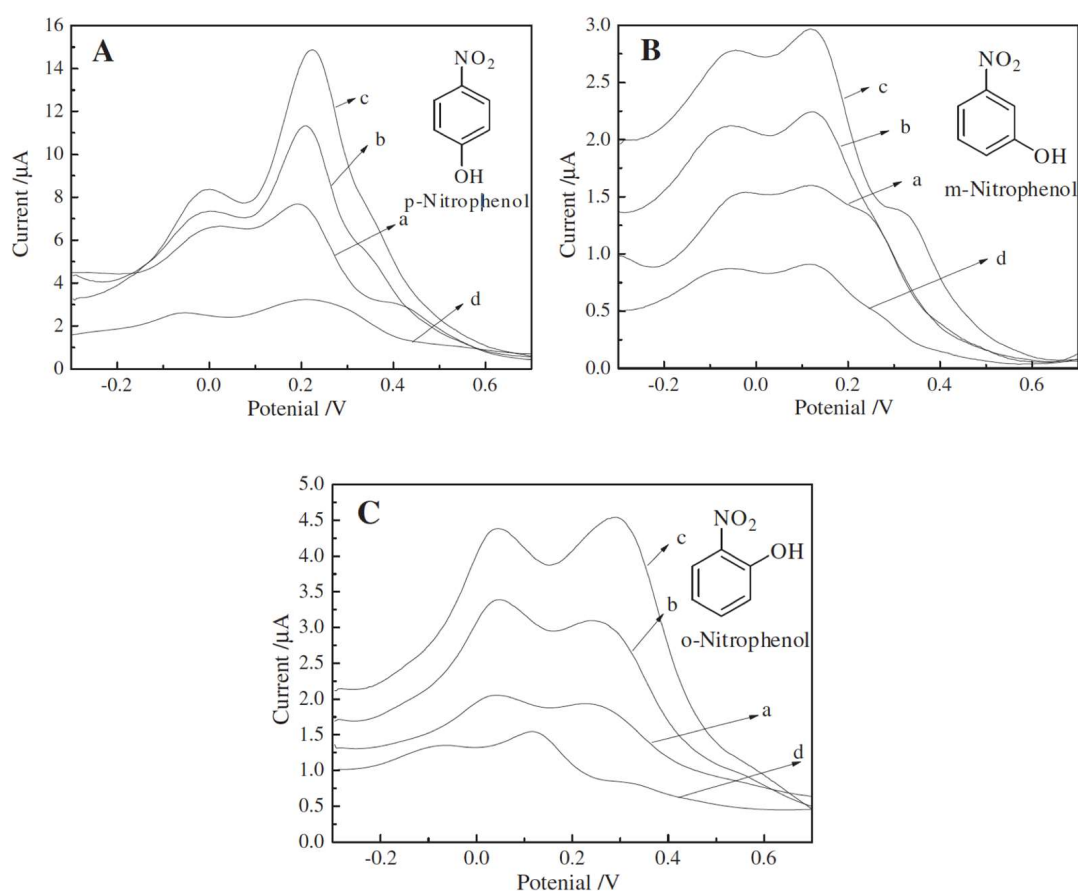 A
16
14
12
10
8
6
4
2
0
Current /μA
-0.2
0.0
0.2
0.4
0.6
Potenial /V
NO2
OH
p-Nitrophenol
c
b
a
d
B
3.0
2.5
2.0
1.5
1.0
0.5
0.0
Current /μA
-0.2
0.0
0.2
0.4
0.6
Potenial /V
NO2
OH
m-Nitrophenol
c
b
a
d
C
5.0
4.5
4.0
3.5
3.0
2.5
2.0
1.5
1.0
0.5
0.0
Current /μA
-0.2
0.0
0.2
0.4
0.6
Potenial /V
NO2
OH
o-Nitrophenol
c
b
a
d